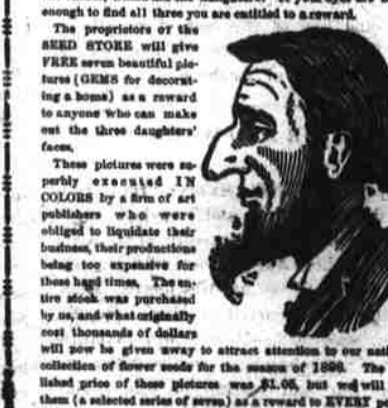 enough to find all three you are entitled to a reward.
The proprietors of the
SEED STORE will give
FREE seven beautiful pic-
tures (GEMS for decorat-
ing a home) as a reward
to anyone who can make
out the three daughters'
faces.
These pictures were su-
perbly executed IN
COLORS by a firm of art
publishers who were
obliged to liquidate their
business, their productions
being too expensive for
these hard times. The en-
tire stock was purchased
by us, and what originally
cost thousands of dollars
will now be given away to attract attention to our
collection of flower seeds for the season of 1898. The
lished price of these pictures was $1.05, but we will
them (a selected series of seven) as a reward to EVERY